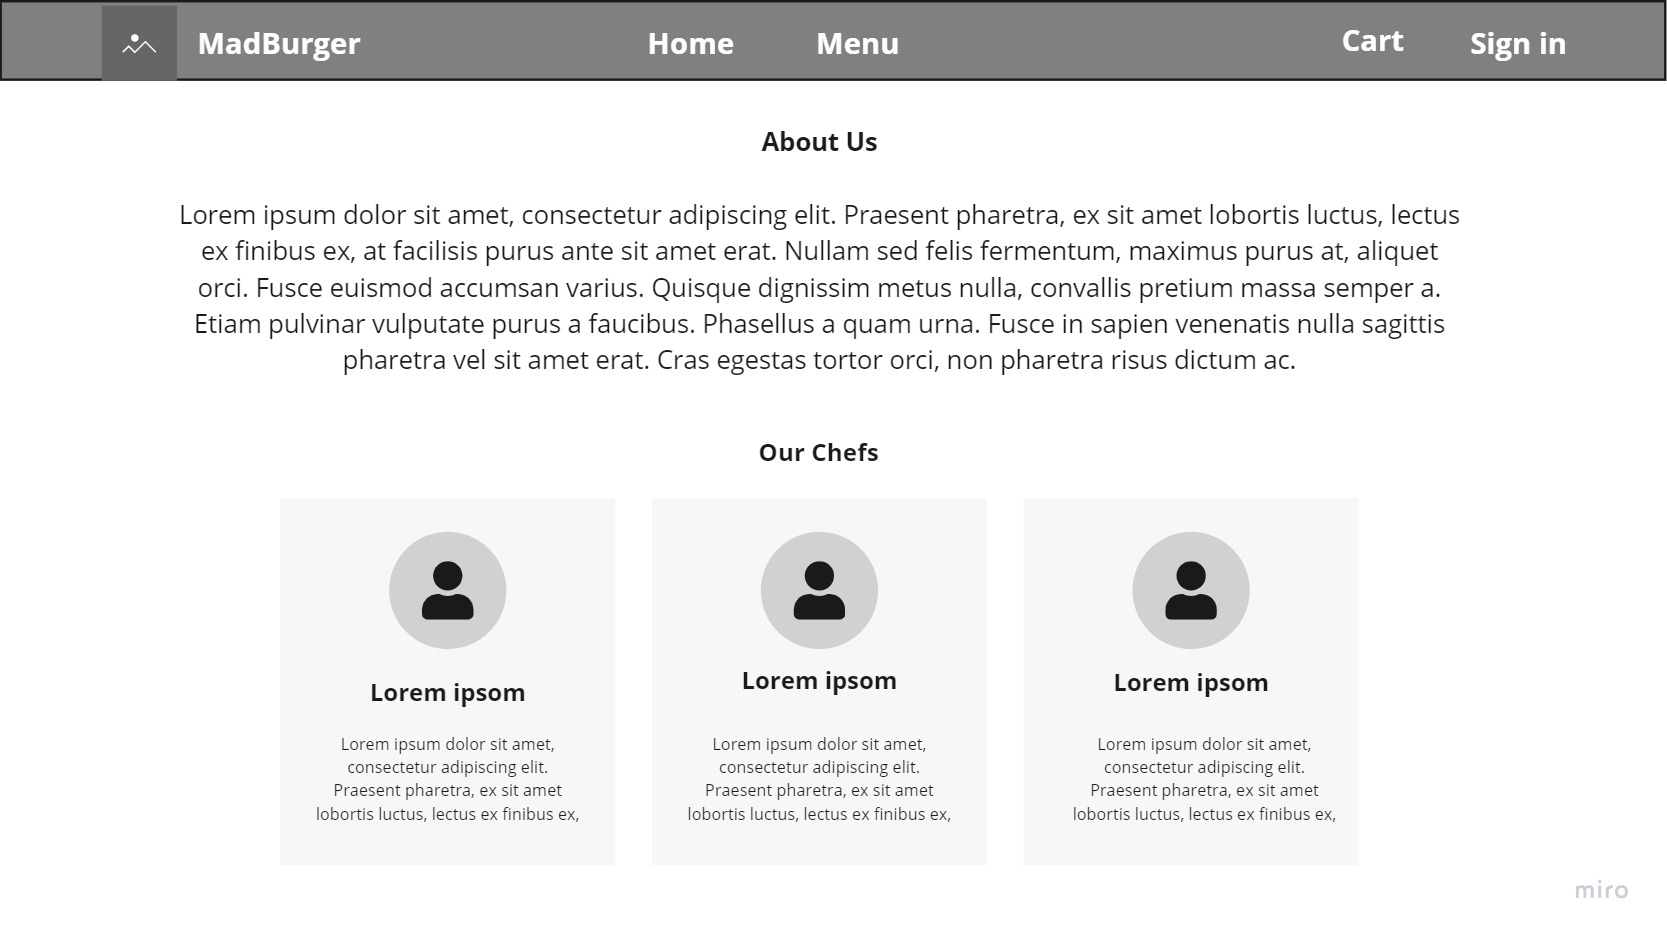 MadBurger Home Menu Cart Sign in
About Us
Lorem ipsum dolor sit amet, consectetur adipiscing elit. Praesent pharetra, ex sit amet lobortis luctus, lectus
ex finibus ex, at facilisis purus ante sit amet erat. Nullam sed felis fermentum, maximus purus at, aliquet
orci. Fusce euismod accumsan varius. Quisque dignissim metus nulla, convallis pretium massa semper a.
Etiam pulvinar vulputate purus a faucibus. Phasellus a quam urna. Fusce in sapien venenatis nulla sagittis
pharetra vel sit amet erat. Cras egestas tortor orci, non pharetra risus dictum ac.
Our Chefs
Lorem ipsom
Lorem ipsum dolor sit amet,
consectetur adipiscing elit.
Praesent pharetra, ex sit amet
lobortis luctus, lectus ex finibus ex,
Lorem ipsom
Lorem ipsum dolor sit amet,
consectetur adipiscing elit.
Praesent pharetra, ex sit amet
lobortis luctus, lectus ex finibus ex,
Lorem ipsom
Lorem ipsum dolor sit amet,
consectetur adipiscing elit.
Praesent pharetra, ex sit amet
lobortis luctus, lectus ex finibus ex,
miro